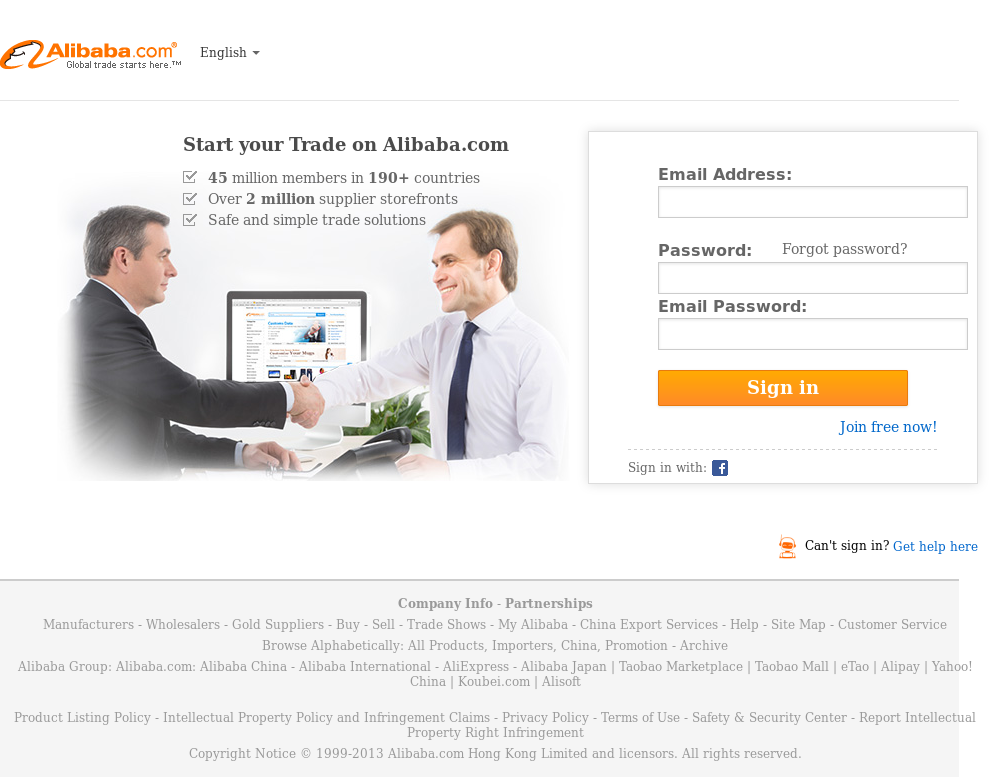 Alibaba.com®
Global trade starts here.™
English
Start your Trade on Alibaba.com
45 million members in 190+ countries
Over 2 million supplier storefronts
Safe and simple trade solutions
Email Address:
Password: Forgot password?
Email Password:
Sign in
Join free now!
Sign in with:
Can't sign in? Get help here
Company Info - Partnerships
Manufacturers - Wholesalers - Gold Suppliers - Buy - Sell - Trade Shows - My Alibaba - China Export Services - Help - Site Map - Customer Service
Browse Alphabetically: All Products, Importers, China, Promotion - Archive
Alibaba Group: Alibaba.com: Alibaba China - Alibaba International - AliExpress - Alibaba Japan | Taobao Marketplace | Taobao Mall | eTao | Alipay | Yahoo!
China | Koubei.com | Alisoft
Product Listing Policy - Intellectual Property Policy and Infringement Claims - Privacy Policy - Terms of Use - Safety & Security Center - Report Intellectual
Property Right Infringement
Copyright Notice © 1999-2013 Alibaba.com Hong Kong Limited and licensors. All rights reserved.